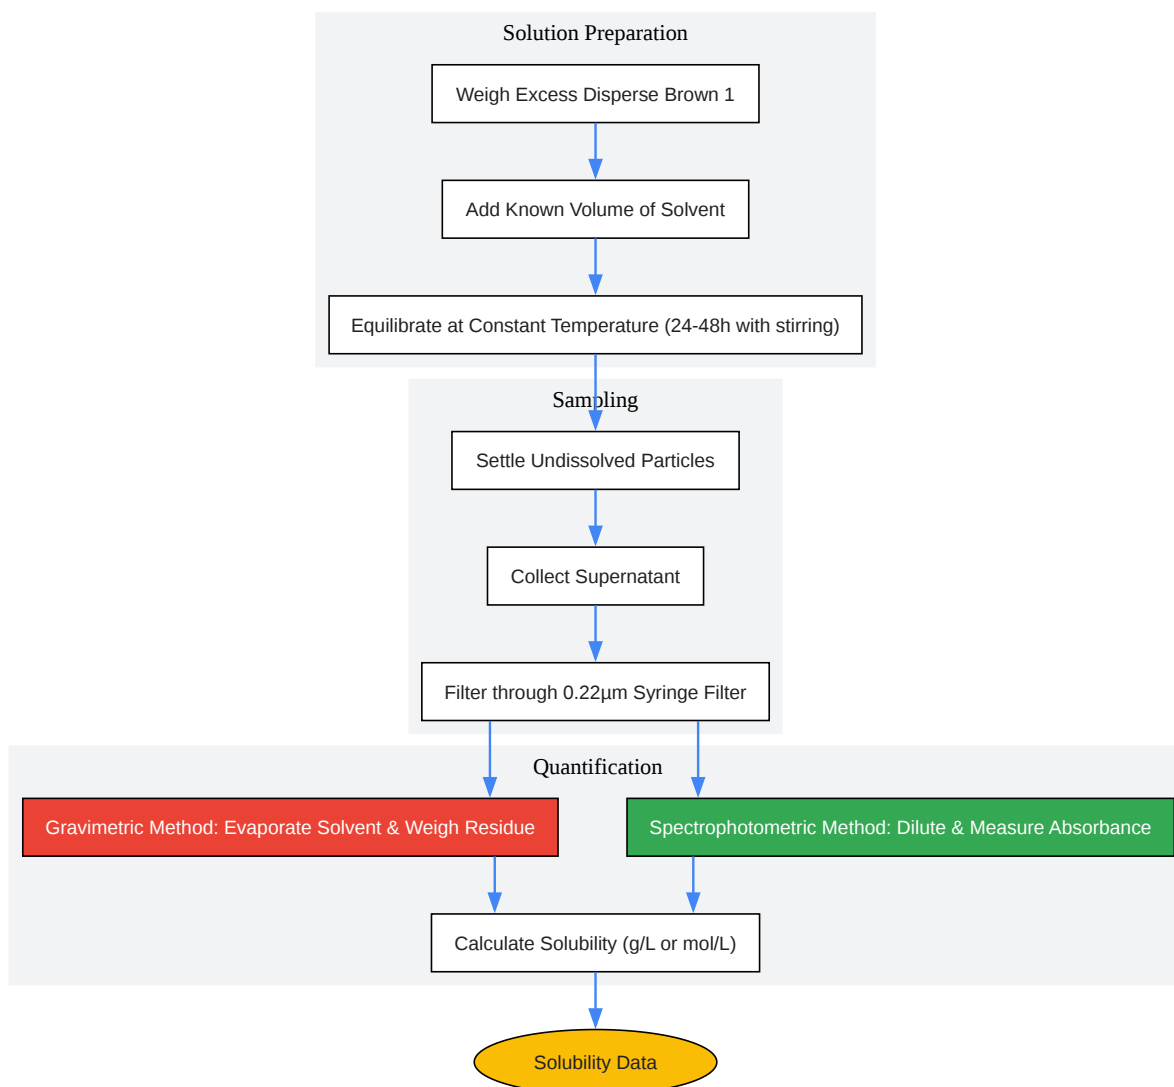 Solution Preparation
Weigh Excess Disperse Brown 1
Add Known Volume of Solvent
Equilibrate at Constant Temperature (24-48h with stirring)
Sampling
Settle Undissolved Particles
Collect Supernatant
Filter through 0.22µm Syringe Filter
Quantification
Gravimetric Method: Evaporate Solvent & Weigh Residue
Spectrophotometric Method: Dilute & Measure Absorbance
Calculate Solubility (g/L or mol/L)
Solubility Data